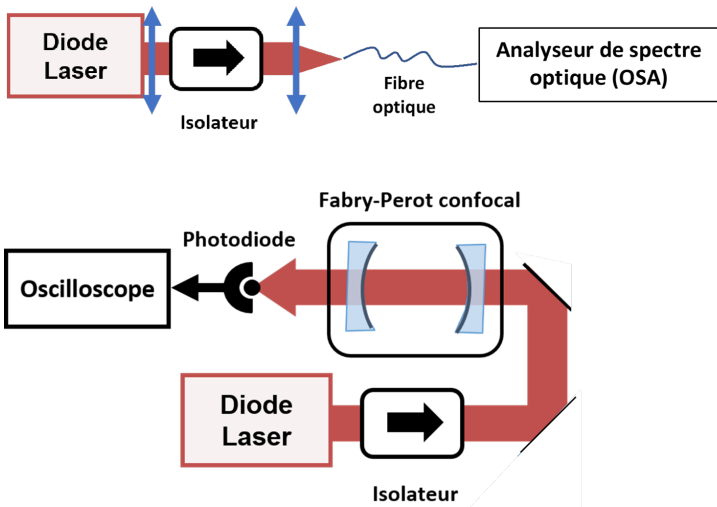 Diode
Laser
Isolateur
Fibre
optique
Analyseur de spectre
optique (OSA)
Fabry-Perot confocal
Photodiode
Oscilloscope
Diode
Laser
Isolateur